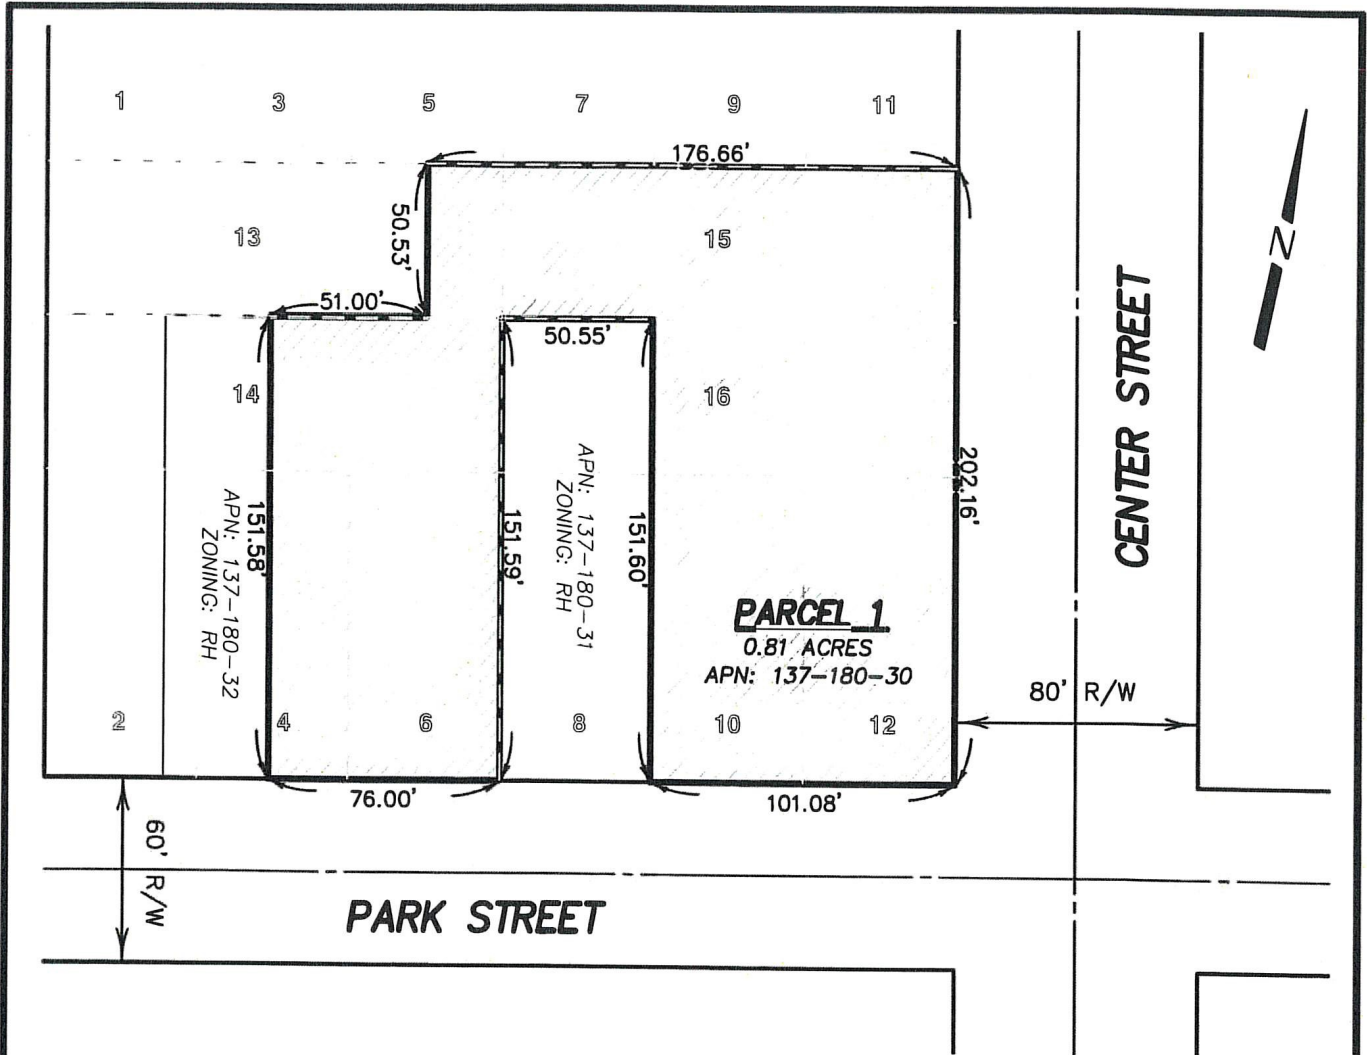 1
3
5
7
9
11
176.66'
50.53'
13
15
N
51.00'
50.55'
14
16
CENTER STREET
202.16'
APN: 137-180-31
ZONING: RH
151.58'
APN: 137-180-32
ZONING: RH
151.59'
151.60'
PARCEL 1
0.81 ACRES
APN: 137-180-30
80' R/W
2
4
6
8
10
12
76.00'
101.08'
60' R/W
PARK STREET